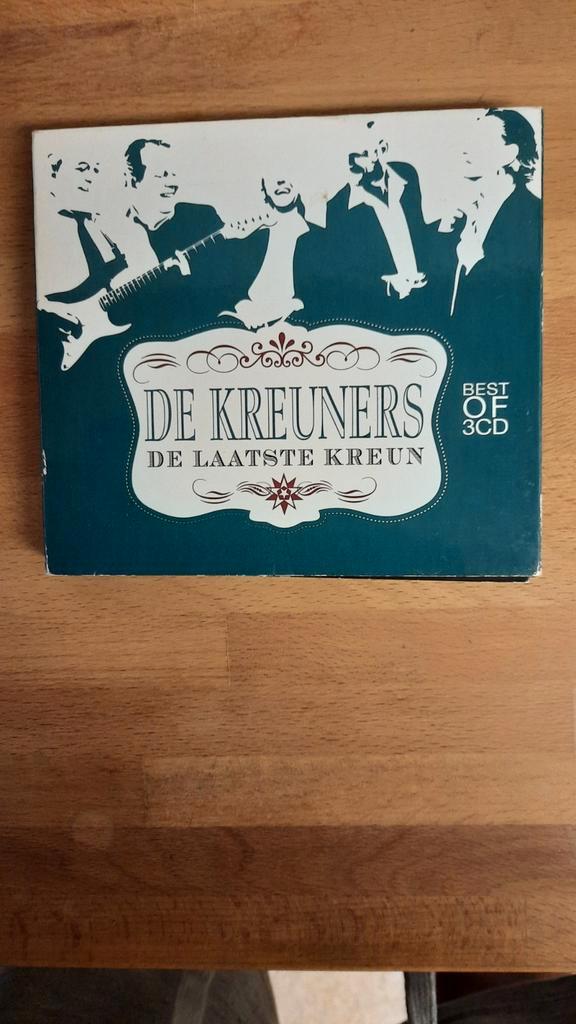 DE KREUNERS
DE LAATSTE KREUN
BEST
OF
3CD